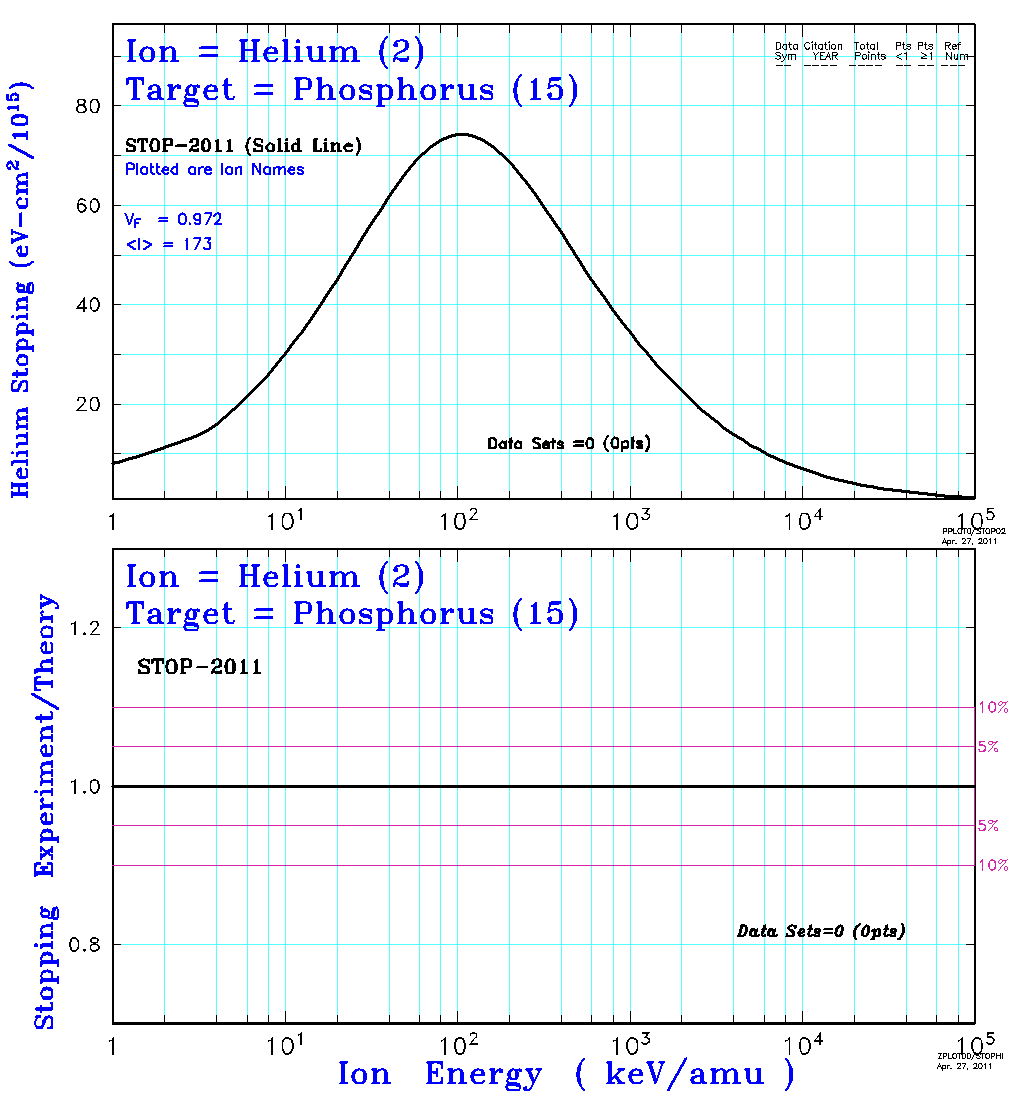 Ion = Helium (2)
Target = Phosphorus (15)
Data Citation Total Pts Pts Ref
Sym YEAR Points <1 ≥1 Num
STOP-2011 (Solid Line)
Plotted are Ion Names
V_F = 0.972
<I> = 173
Helium Stopping (eV-cm²/10¹⁵)
80
60
40
20
Data Sets =0 (0pts)
1 10¹ 10² 10³ 10⁴ 10⁵
PPLOT0/STOP02
Apr. 27, 2011
Ion = Helium (2)
Target = Phosphorus (15)
STOP-2011
Stopping Experiment/Theory
1.2
1.0
0.8
10%
5%
5%
10%
Data Sets=0 (0pts)
1 10¹ 10² 10³ 10⁴ 10⁵
Ion Energy ( keV/amu )
ZPLOT0D/STOPHI
Apr. 27, 2011